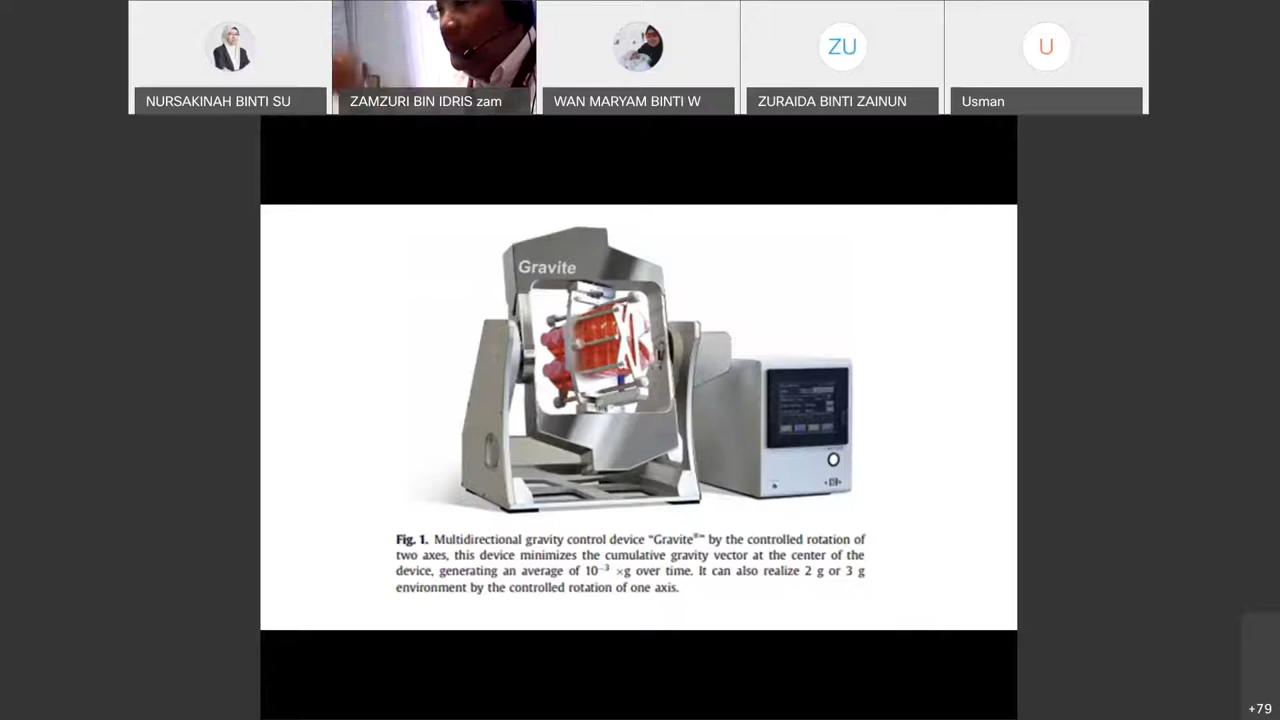 NURSAKINAH BINTI SU
ZAMZURI BIN IDRIS zam
WAN MARYAM BINTI W
ZU
ZURAIDA BINTI ZAINUN
U
Usman
Gravite
Fig. 1. Multidirectional gravity control device "Gravite®" by the controlled rotation of
two axes, this device minimizes the cumulative gravity vector at the center of the
device, generating an average of 10⁻³ ×g over time. It can also realize 2 g or 3 g
environment by the controlled rotation of one axis.
+79